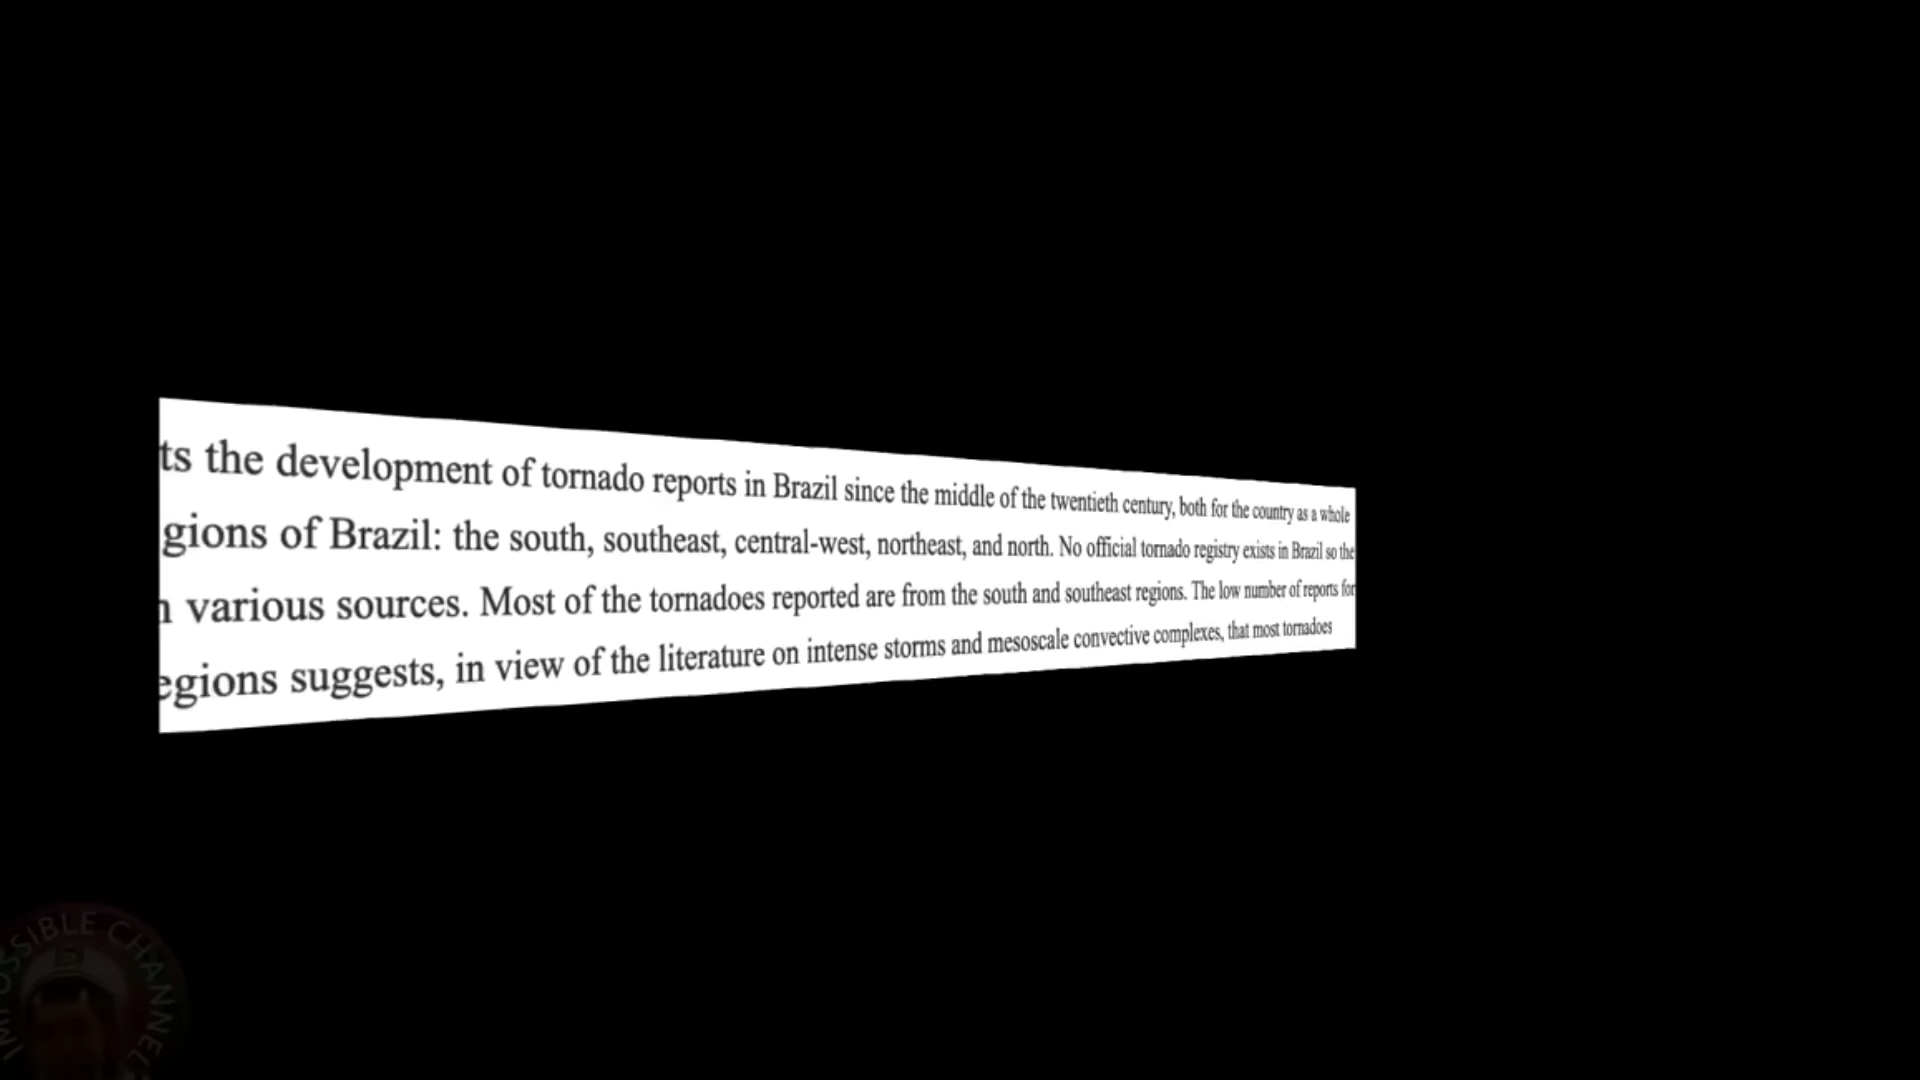 ts the development of tornado reports in Brazil since the middle of the twentieth century, both for the country as a whole
gions of Brazil: the south, southeast, central-west, northeast, and north. No official tornado registry exists in Brazil so the
various sources. Most of the tornadoes reported are from the south and southeast regions. The low number of reports for
egions suggests, in view of the literature on intense storms and mesoscale convective complexes, that most tornadoes
IMPOSSIBLE CHANNEL